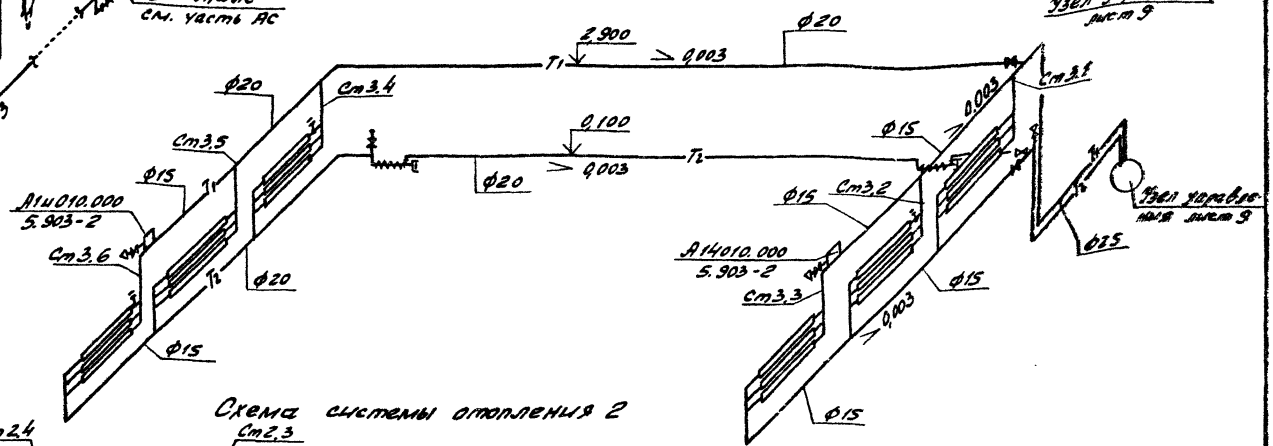 см. часть АС
лист 9
2,900
0,003
ф20
Т1
Ст3.4
Ст3.1
ф20
0,003
Ст3.5
0,100
ф15
ф15
Т1
0,003
Т2
ф20
Ст3.2
ф15
А14010.000
5.903-2
Узел управле-
ния лист 9
ф25
Ст3.6
Т2
ф20
А14010.000
5.903-2
Ст3.3
ф15
0,003
ф15
ф15
Схема системы отопления 2
Ст2.3